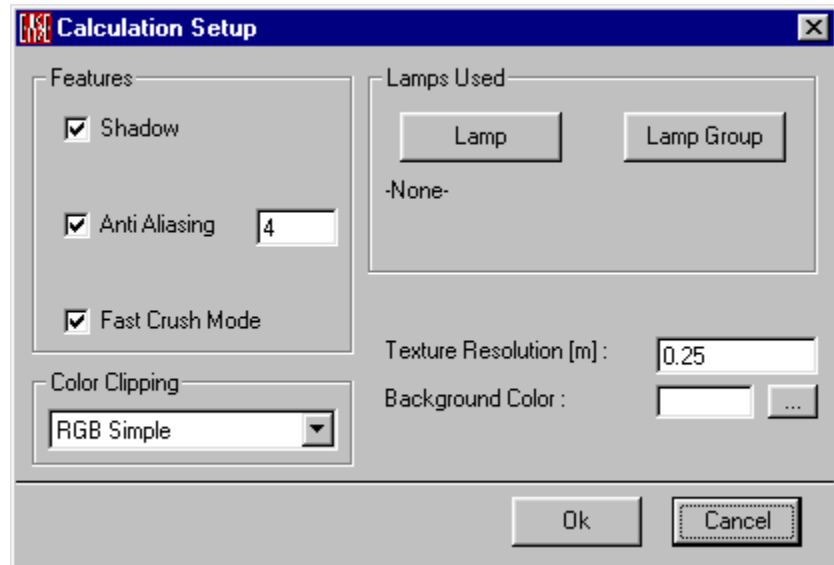 Calculation Setup
Features
Shadow
Anti Aliasing 4
Fast Crush Mode
Color Clipping
RGB Simple
Lamps Used
Lamp Lamp Group
-None-
Texture Resolution [m] : 0.25
Background Color : ...
Ok Cancel